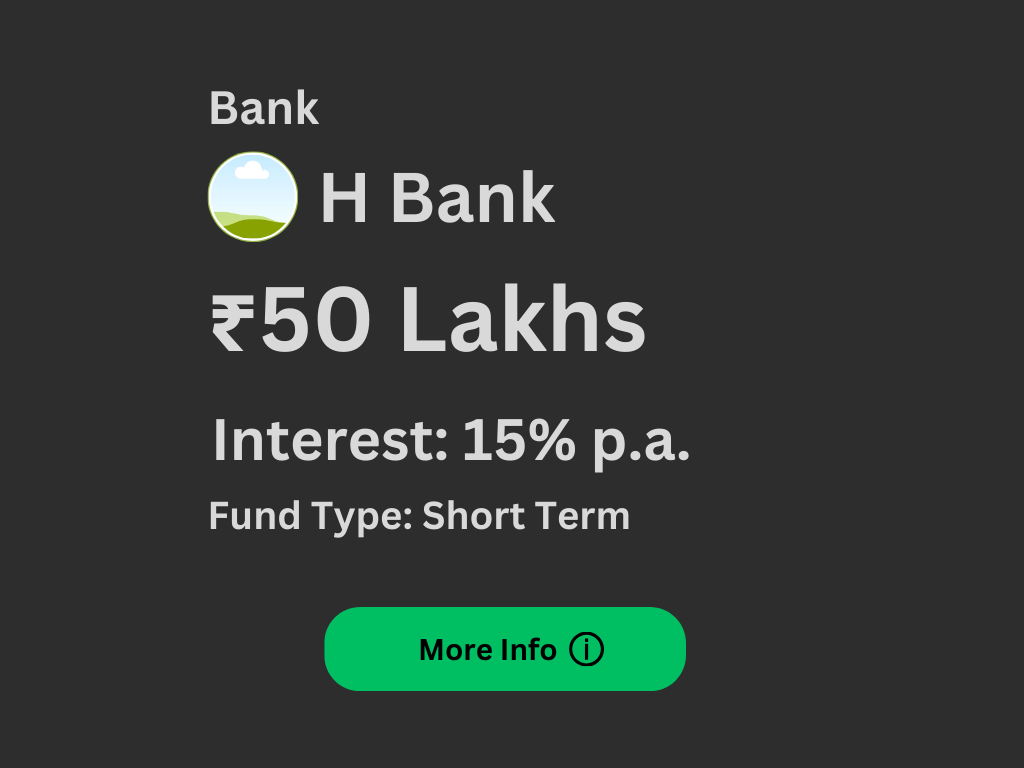 Bank
H Bank
₹50 Lakhs
Interest: 15% p.a.
Fund Type: Short Term
More Info ⓘ